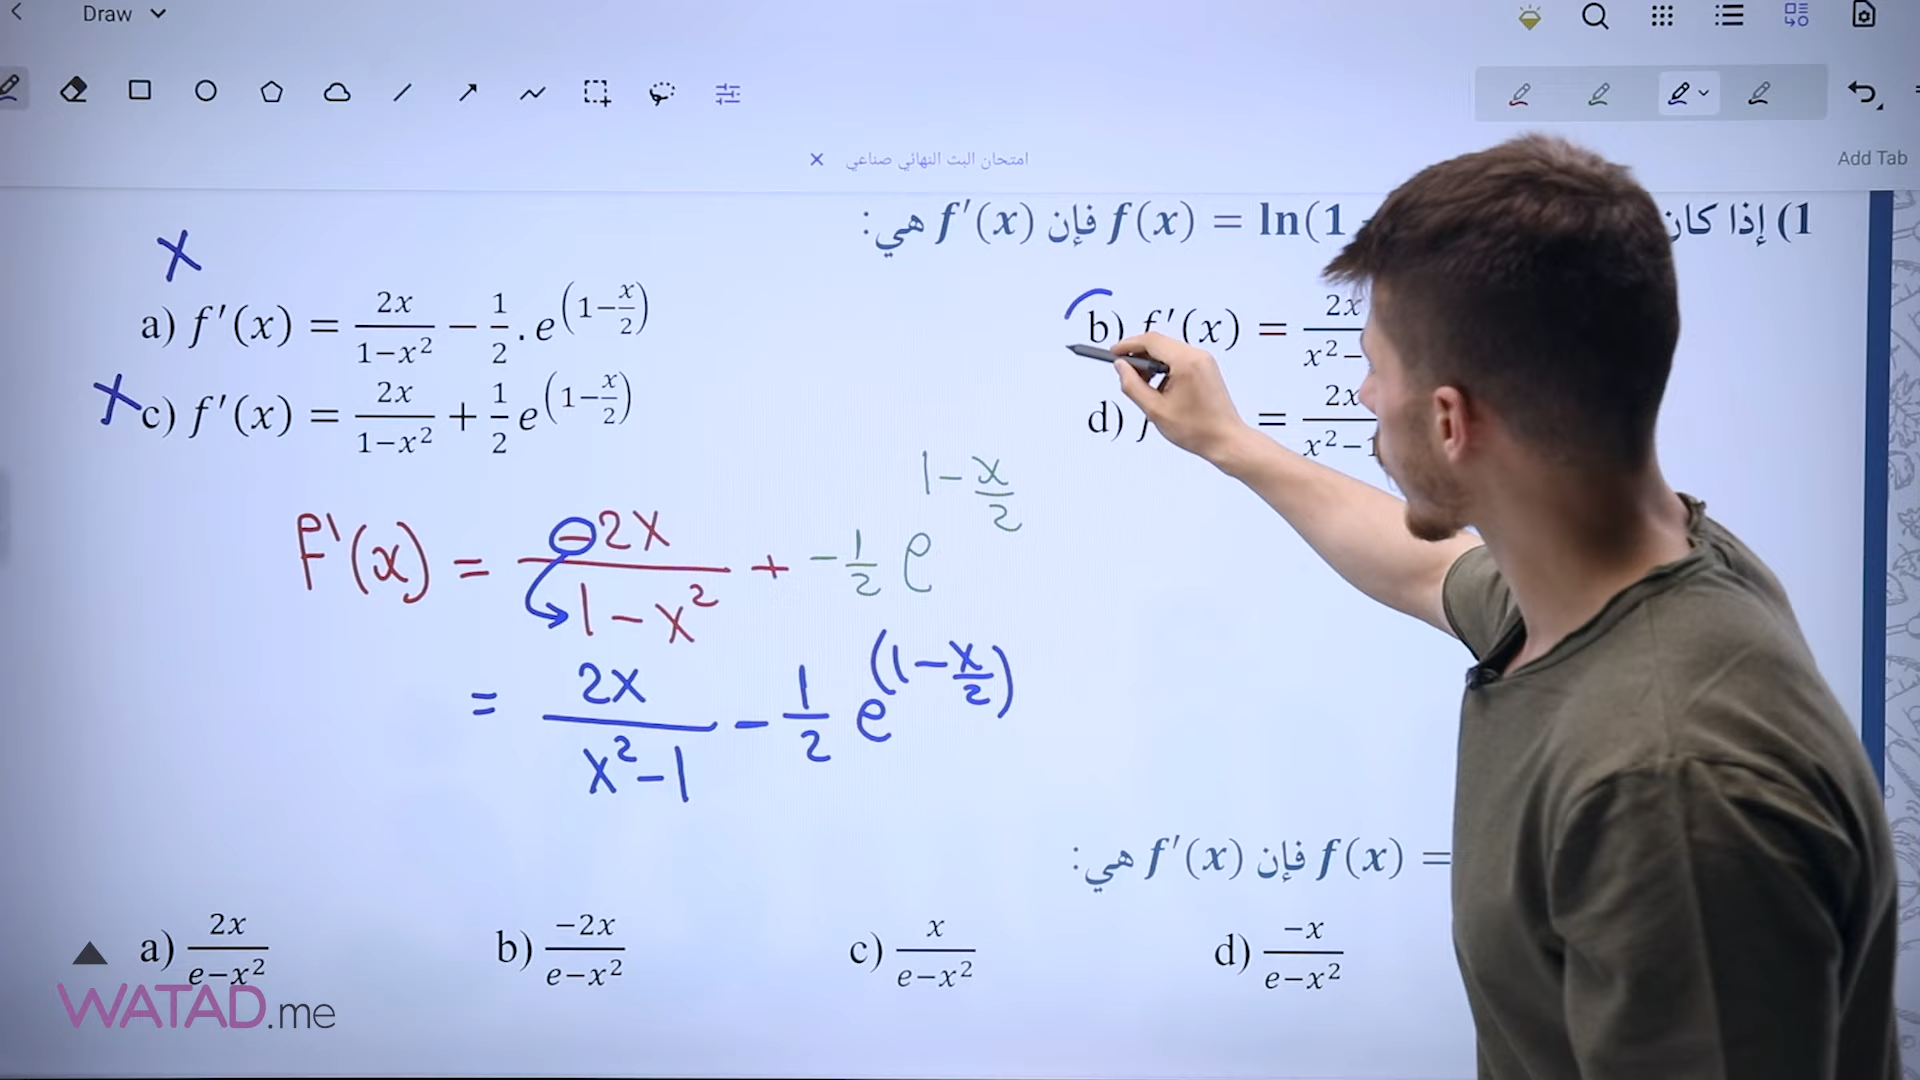 Draw
امتحان البت النهائي صناعي
Add Tab
1) إذا كان f(x) = ln(1 فإن f′(x) هي:
X
a) f′(x) = 2x/(1−x²) − 1/2 . e^(1−x/2)
b) f′(x) = 2x/x²−
X
c) f′(x) = 2x/(1−x²) + 1/2 e^(1−x/2)
d) f = 2x/x²−1
F'(x) = −2x/(1−x²) + −1/2 e^1−x/2
= 2x/(x²−1) − 1/2 e^(1−x/2)
f(x) = فإن f′(x) هي:
a) 2x/(e−x²)
b) −2x/(e−x²)
c) x/(e−x²)
d) −x/(e−x²)
WATAD.me